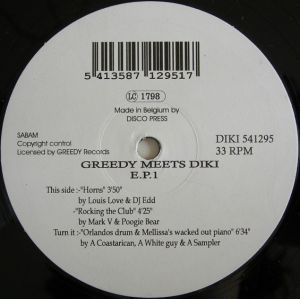 5 413587 129517
LC 1798
Made in Belgium by
DISCO PRESS
SABAM
Copyright control
Licensed by GREEDY Records
DIKI 541295
33 RPM
GREEDY MEETS DIKI
E.P.1
This side :-"Horns" 3'50"
by Louis Love & DJ Edd
-"Rocking the Club" 4'25"
by Mark V & Poogie Bear
Turn it :-"Orlandos drum & Mellissa's wacked out piano" 6'34"
by A Coastarican, A White guy & A Sampler